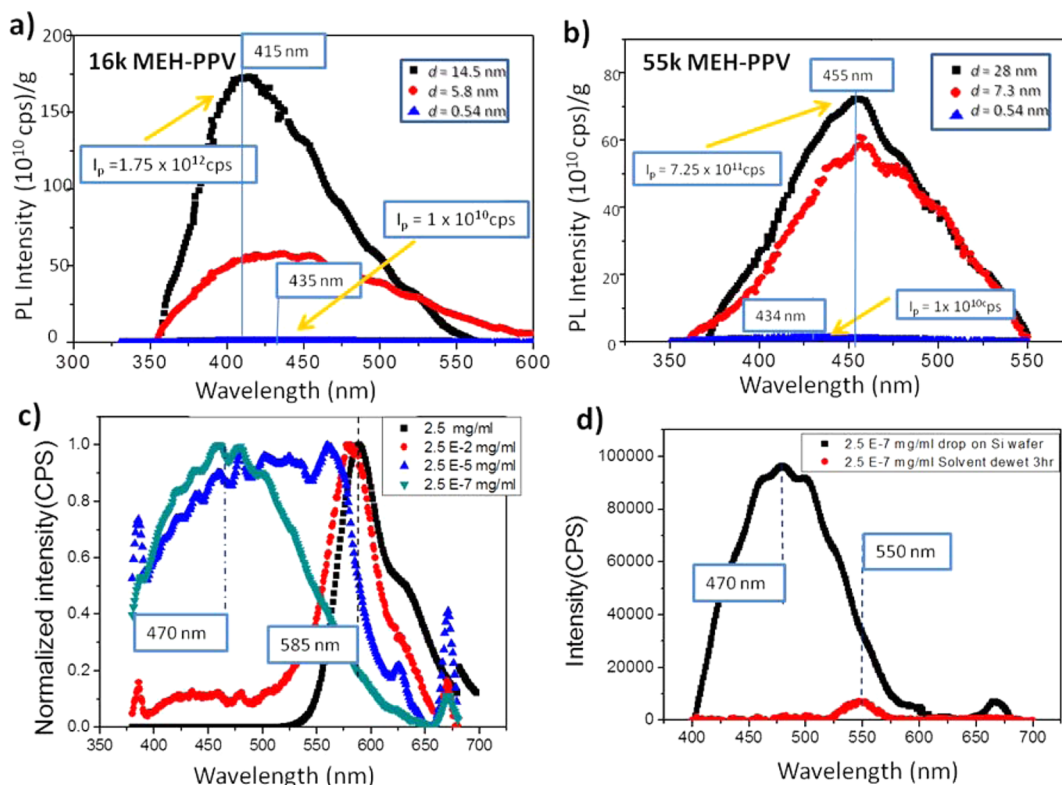 a)
16k MEH-PPV
415 nm
d = 14.5 nm
d = 5.8 nm
d = 0.54 nm
Iₚ =1.75 x 10¹²cps
Iₚ = 1 x 10¹⁰cps
435 nm
PL Intensity (10¹⁰ cps)/g
200
150
100
50
0
300 350 400 450 500 550 600
Wavelength (nm)
b)
55k MEH-PPV
455 nm
d = 28 nm
d = 7.3 nm
d = 0.54 nm
Iₚ = 7.25 x 10¹¹cps
434 nm
Iₚ = 1x 10¹⁰ᶜps
PL Intensity (10¹⁰ cps)/g
80
60
40
20
0
350 400 450 500 550
Wavelength (nm)
c)
2.5 mg/ml
2.5 E-2 mg/ml
2.5 E-5 mg/ml
2.5 E-7 mg/ml
470 nm
585 nm
Normalized intensity(CPS)
1.0
0.8
0.6
0.4
0.2
0.0
350 400 450 500 550 600 650 700
Wavelength (nm)
d)
2.5 E-7 mg/ml drop on Si wafer
2.5 E-7 mg/ml Solvent dewet 3hr
470 nm
550 nm
Intensity(CPS)
100000
80000
60000
40000
20000
0
400 450 500 550 600 650 700
Wavelength (nm)